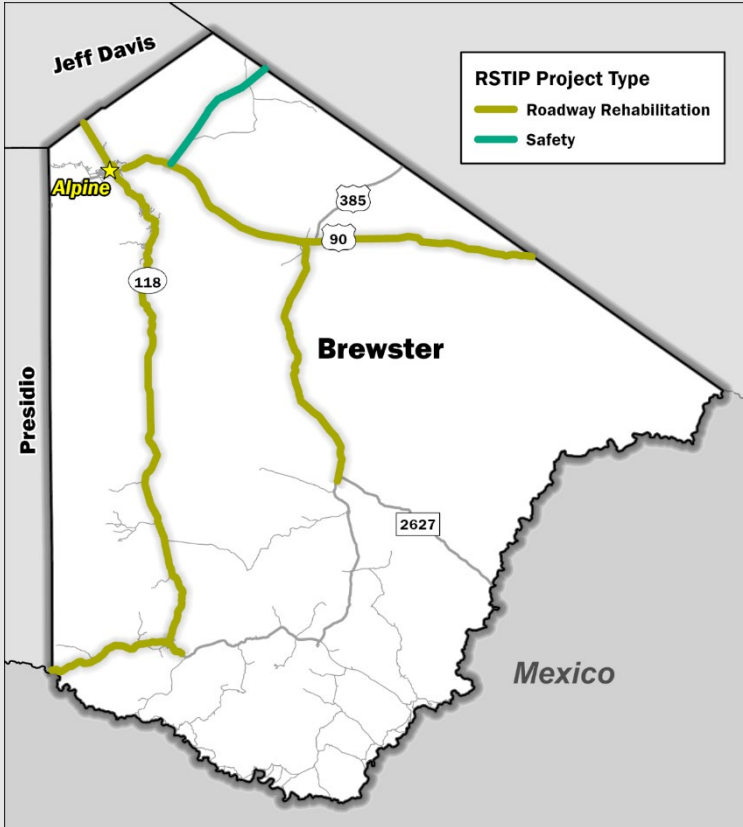 Jeff Davis
RSTIP Project Type
Roadway Rehabilitation
Safety
Alpine
385
90
118
Brewster
Presidio
2627
Mexico